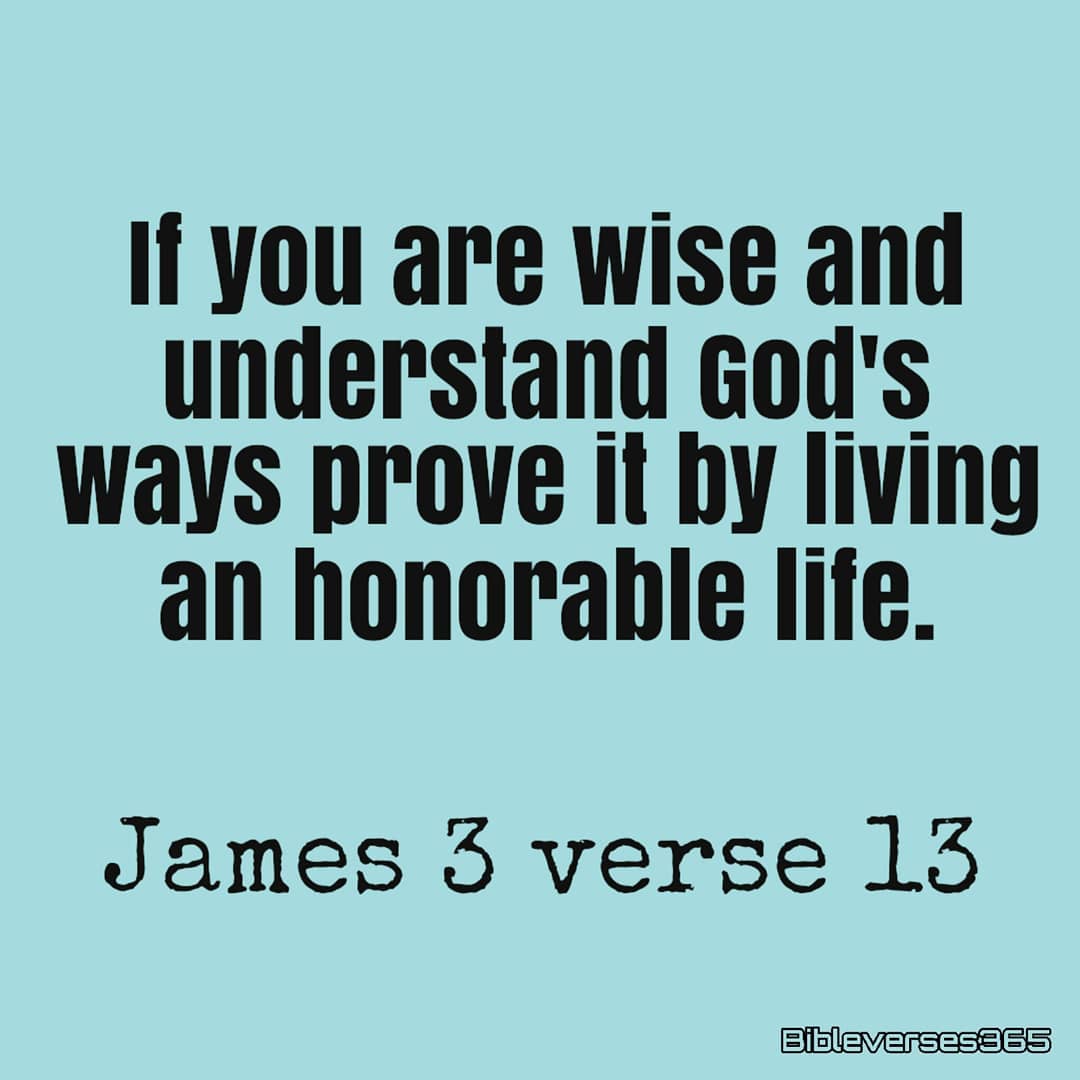 If you are wise and
understand God's
ways prove it by living
an honorable life.
James 3 verse 13
Bibleverses365